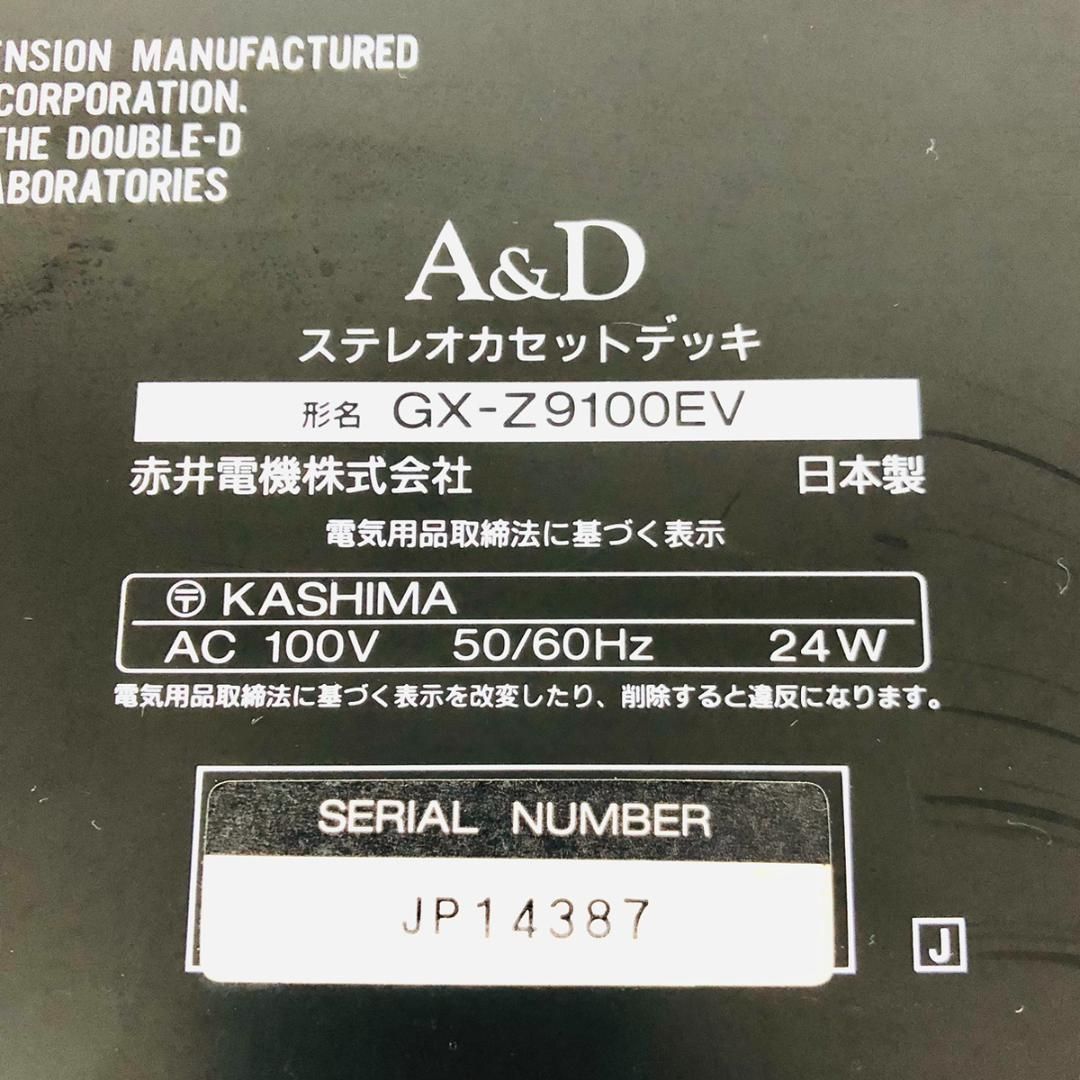 ENSION MANUFACTURED
CORPORATION.
THE DOUBLE-D
ABORATORIES
A&D
ステレオカセットデッキ
形名 GX-Z9100EV
赤井電機株式会社 日本製
電気用品取締法に基づく表示
〶 KASHIMA
AC 100V 50/60Hz 24W
電気用品取締法に基づく表示を改変したり、削除すると違反になります。
SERIAL NUMBER
JP14387
J